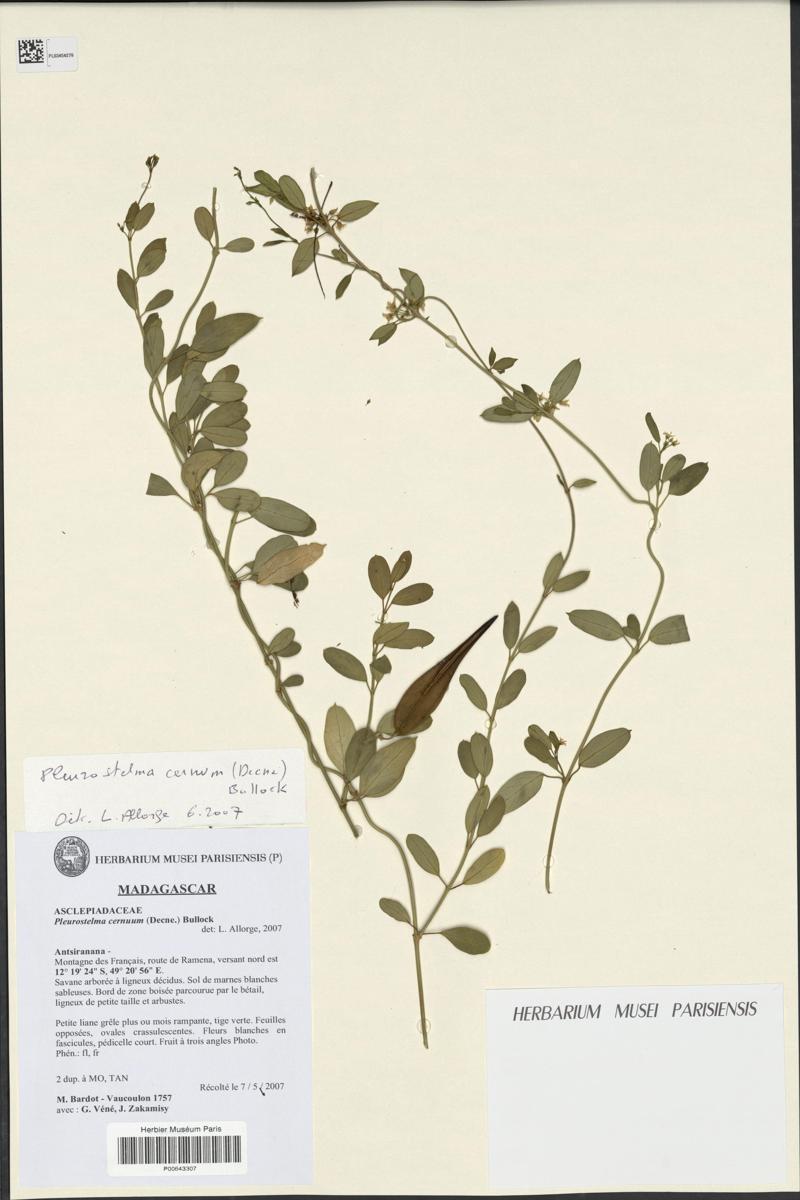 PL00454076
Pleurostelma cernuum (Decne)
Bullock
Dét. L. Allorge 6.2007
HERBARIUM MUSEI PARISIENSIS (P)
MADAGASCAR
ASCLEPIADACEAE
Pleurostelma cernuum (Decne.) Bullock
det: L. Allorge, 2007
Antsiranana -
Montagne des Français, route de Ramena, versant nord est
12° 19' 24" S, 49° 20' 56" E.
Savane arborée à ligneux décidus. Sol de marnes blanches
sableuses. Bord de zone boisée parcourue par le bétail,
ligneux de petite taille et arbustes.
Petite liane grêle plus ou mois rampante, tige verte. Feuilles
opposées, ovales crassulescentes. Fleurs blanches en
fascicules, pédicelle court. Fruit à trois angles Photo.
Phén.: fl, fr
2 dup. à MO, TAN
Récolté le 7 / 5 / 2007
M. Bardot - Vaucoulon 1757
avec : G. Véné, J. Zakamisy
Herbier Muséum Paris
P00643307
HERBARIUM MUSEI PARISIENSIS